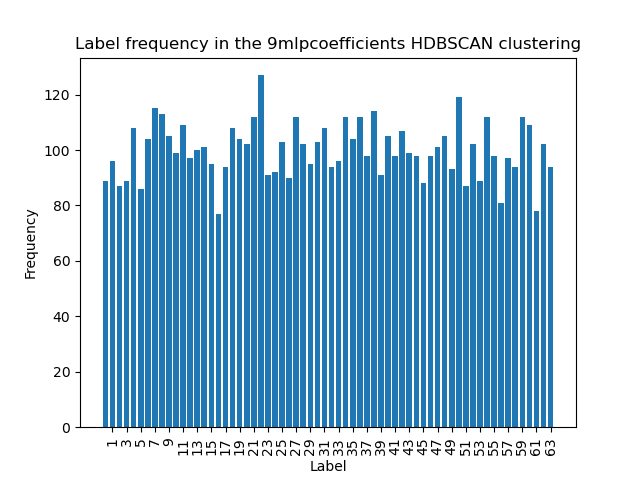 Label frequency in the 9mlpcoefficients HDBSCAN clustering
120
100
80
60
40
20
0
Frequency
1 3 5 7 9 11 13 15 17 19 21 23 25 27 29 31 33 35 37 39 41 43 45 47 49 51 53 55 57 59 61 63
Label